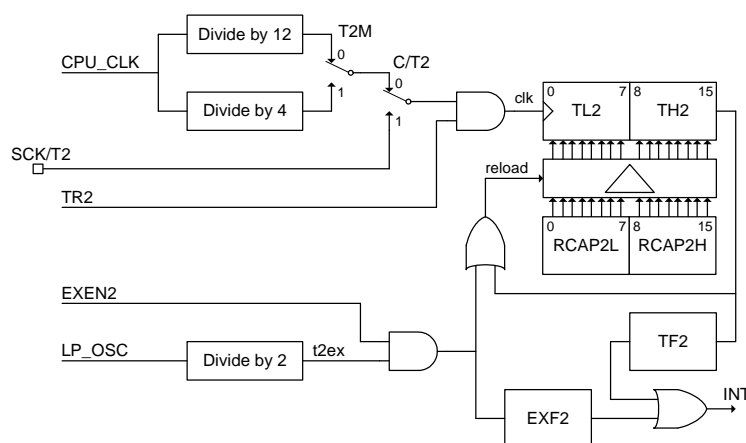 Divide by 12
T2M
CPU_CLK
0
C/T2
0
1
Divide by 4
1
clk
0 7 8 15
TL2 TH2
SCK/T2
TR2
reload
0 7 8 15
RCAP2L RCAP2H
EXEN2
LP_OSC
Divide by 2
t2ex
TF2
EXF2
INT